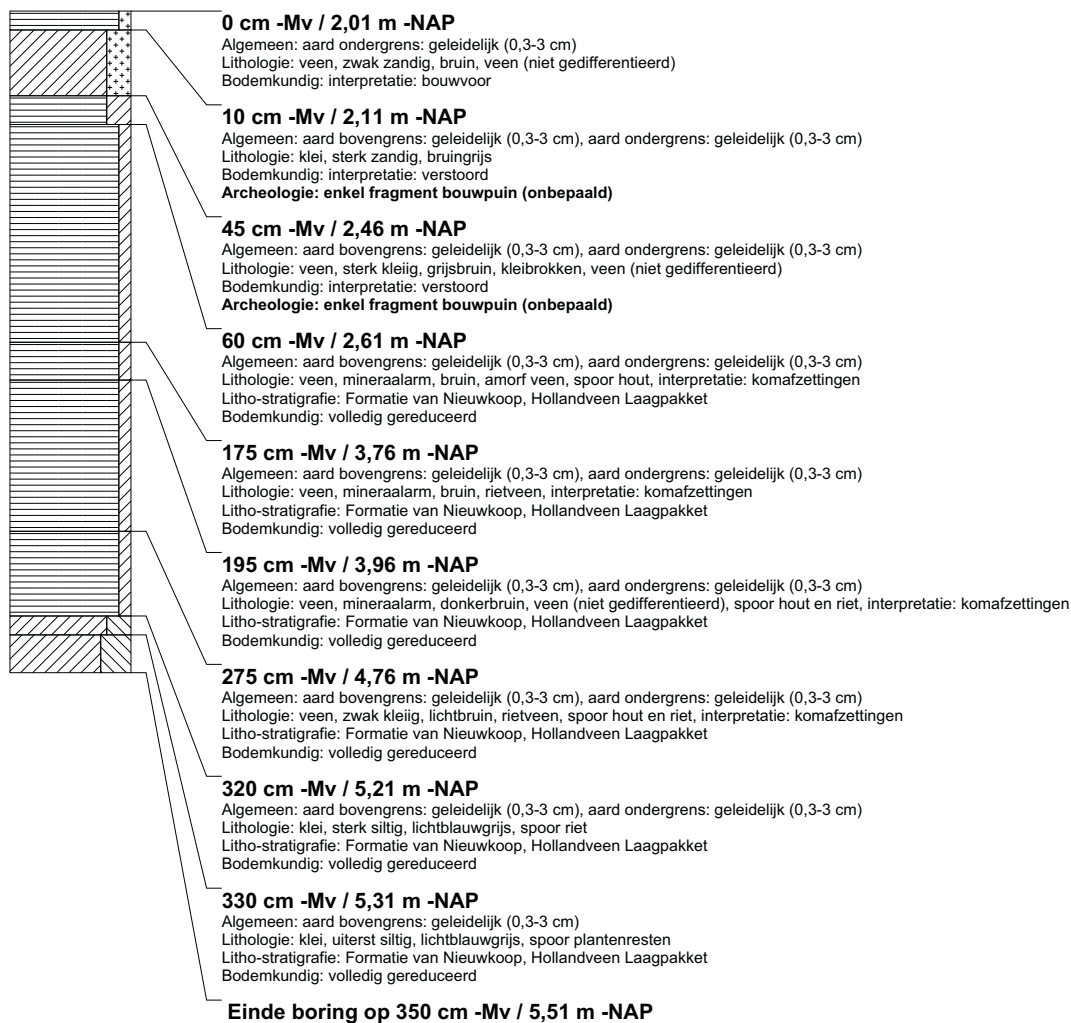 0 cm -Mv / 2,01 m -NAP
Algemeen: aard ondergrens: geleidelijk (0,3-3 cm)
Lithologie: veen, zwak zandig, bruin, veen (niet gedifferentieerd)
Bodemkundig: interpretatie: bouwvoor
10 cm -Mv / 2,11 m -NAP
Algemeen: aard bovengrens: geleidelijk (0,3-3 cm), aard ondergrens: geleidelijk (0,3-3 cm)
Lithologie: klei, sterk zandig, bruingrijs
Bodemkundig: interpretatie: verstoord
Archeologie: enkel fragment bouwpuin (onbepaald)
45 cm -Mv / 2,46 m -NAP
Algemeen: aard bovengrens: geleidelijk (0,3-3 cm), aard ondergrens: geleidelijk (0,3-3 cm)
Lithologie: veen, sterk kleiig, grijsbruin, kleibrokken, veen (niet gedifferentieerd)
Bodemkundig: interpretatie: verstoord
Archeologie: enkel fragment bouwpuin (onbepaald)
60 cm -Mv / 2,61 m -NAP
Algemeen: aard bovengrens: geleidelijk (0,3-3 cm), aard ondergrens: geleidelijk (0,3-3 cm)
Lithologie: veen, mineraalarm, bruin, amorf veen, spoor hout, interpretatie: komafzettingen
Litho-stratigrafie: Formatie van Nieuwkoop, Hollandveen Laagpakket
Bodemkundig: volledig gereduceerd
175 cm -Mv / 3,76 m -NAP
Algemeen: aard bovengrens: geleidelijk (0,3-3 cm), aard ondergrens: geleidelijk (0,3-3 cm)
Lithologie: veen, mineraalarm, bruin, rietveen, interpretatie: komafzettingen
Litho-stratigrafie: Formatie van Nieuwkoop, Hollandveen Laagpakket
Bodemkundig: volledig gereduceerd
195 cm -Mv / 3,96 m -NAP
Algemeen: aard bovengrens: geleidelijk (0,3-3 cm), aard ondergrens: geleidelijk (0,3-3 cm)
Lithologie: veen, mineraalarm, donkerbruin, veen (niet gedifferentieerd), spoor hout en riet, interpretatie: komafzettingen
Litho-stratigrafie: Formatie van Nieuwkoop, Hollandveen Laagpakket
Bodemkundig: volledig gereduceerd
275 cm -Mv / 4,76 m -NAP
Algemeen: aard bovengrens: geleidelijk (0,3-3 cm), aard ondergrens: geleidelijk (0,3-3 cm)
Lithologie: veen, zwak kleiig, lichtbruin, rietveen, spoor hout en riet, interpretatie: komafzettingen
Litho-stratigrafie: Formatie van Nieuwkoop, Hollandveen Laagpakket
Bodemkundig: volledig gereduceerd
320 cm -Mv / 5,21 m -NAP
Algemeen: aard bovengrens: geleidelijk (0,3-3 cm), aard ondergrens: geleidelijk (0,3-3 cm)
Lithologie: klei, sterk siltig, lichtblauwgrijs, spoor riet
Litho-stratigrafie: Formatie van Nieuwkoop, Hollandveen Laagpakket
Bodemkundig: volledig gereduceerd
330 cm -Mv / 5,31 m -NAP
Algemeen: aard bovengrens: geleidelijk (0,3-3 cm)
Lithologie: klei, uiterst siltig, lichtblauwgrijs, spoor plantenresten
Litho-stratigrafie: Formatie van Nieuwkoop, Hollandveen Laagpakket
Bodemkundig: volledig gereduceerd
Einde boring op 350 cm -Mv / 5,51 m -NAP